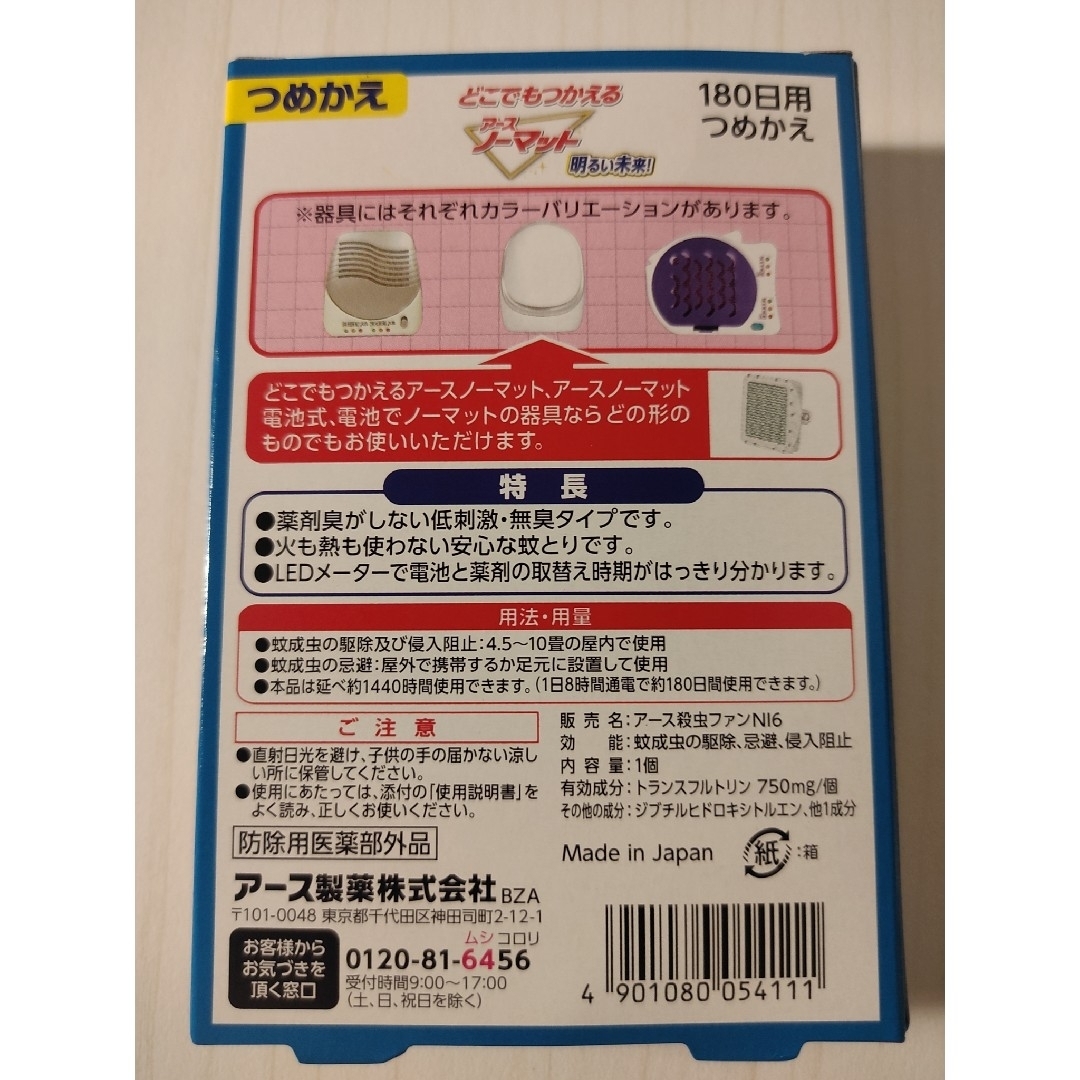 つめかえ
どこでもつかえる
アース
ノーマット
明るい未来!
180日用
つめかえ
※器具にはそれぞれカラーバリエーションがあります。
どこでもつかえるアースノーマット、アースノーマット
電池式、電池でノーマットの器具ならどの形の
ものでもお使いいただけます。
特 長
●薬剤臭がしない低刺激・無臭タイプです。
●火も熱も使わない安心な蚊とりです。
●LEDメーターで電池と薬剤の取替え時期がはっきり分かります。
用法・用量
●蚊成虫の駆除及び侵入阻止:4.5〜10畳の屋内で使用
●蚊成虫の忌避:屋外で携帯するか足元に設置して使用
●本品は延べ約1440時間使用できます。(1日8時間通電で約180日間使用できます。)
ご 注 意
●直射日光を避け、子供の手の届かない涼し
い所に保管してください。
●使用にあたっては、添付の「使用説明書」を
よく読み、正しくお使いください。
防除用医薬部外品
アース製薬株式会社 BZA
〒101-0048 東京都千代田区神田司町2-12-1
お客様から
お気づきを
頂く窓口
ムシ コロリ
0120-81-6456
受付時間9:00〜17:00
(土、日、祝日を除く)
販 売 名:アース殺虫ファンNI6
効 能:蚊成虫の駆除、忌避、侵入阻止
内 容 量:1個
有効成分:トランスフルトリン 750mg/個
その他の成分:ジブチルヒドロキシトルエン、他1成分
Made in Japan
紙:箱
4 901080 054111